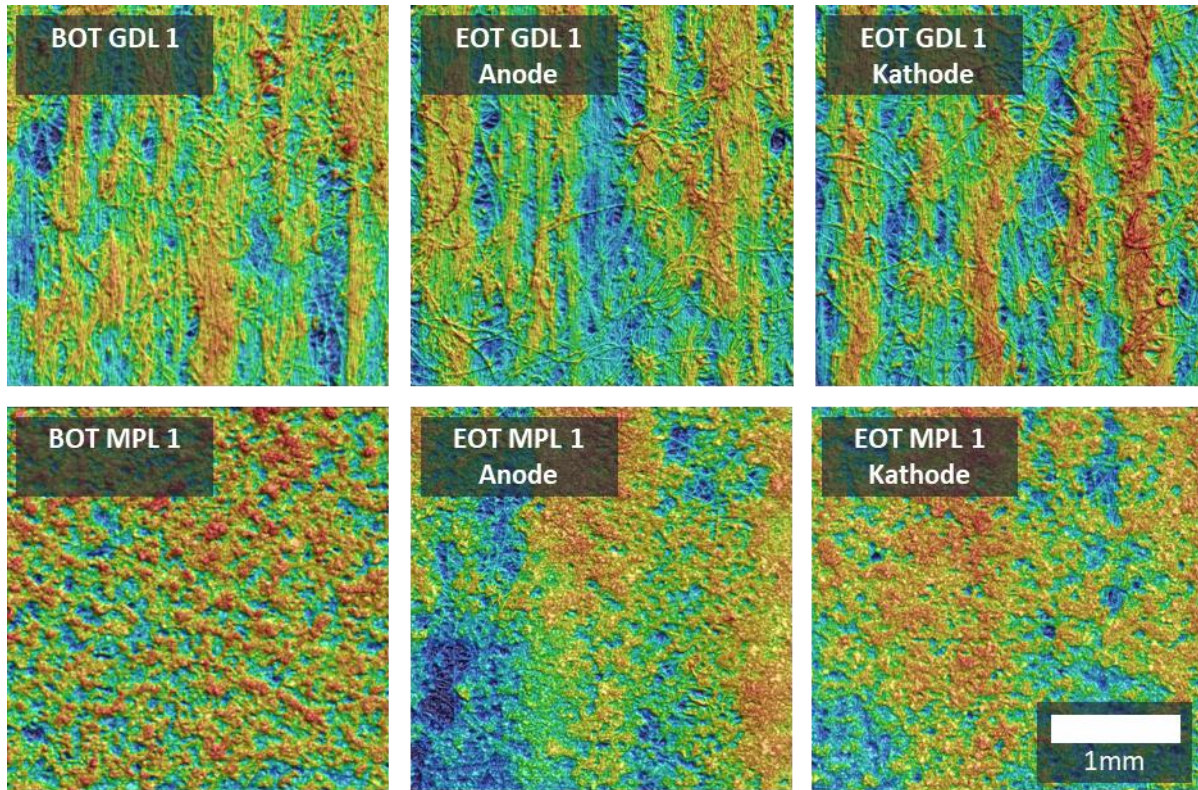 BOT GDL 1
EOT GDL 1
Anode
EOT GDL 1
Kathode
BOT MPL 1
EOT MPL 1
Anode
EOT MPL 1
Kathode
1mm